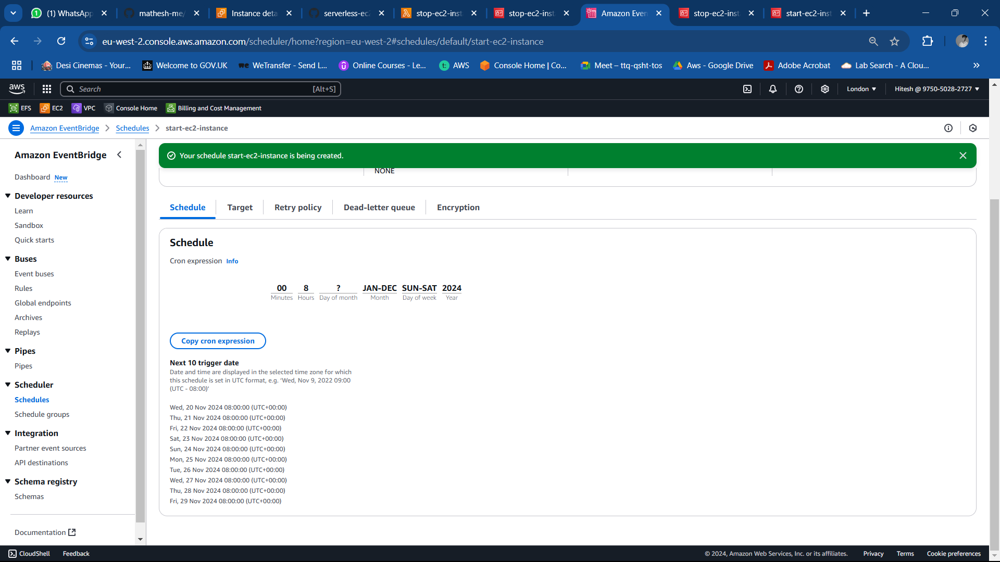 (1) WhatsApp
mathesh-me/
Instance deta
serverless-ec2
stop-ec2-inst
stop-ec2-inst
Amazon Even
stop-ec2-inst
start-ec2-inst
eu-west-2.console.aws.amazon.com/scheduler/home?region=eu-west-2#schedules/default/start-ec2-instance
Desi Cinemas - Your...
Welcome to GOV.UK
we WeTransfer - Send L...
Online Courses - Le...
t: AWS
Console Home | Co...
Meet – ttq-qsht-tos
Aws - Google Drive
Adobe Acrobat
Lab Search - A Clou...
aws
Search [Alt+S]
London
Hitesh @ 9750-5028-2727
EFS
EC2
VPC
Console Home
Billing and Cost Management
Amazon EventBridge
Schedules
start-ec2-instance
Amazon EventBridge
Dashboard New
Developer resources
Learn
Sandbox
Quick starts
Buses
Event buses
Rules
Global endpoints
Archives
Replays
Pipes
Pipes
Scheduler
Schedules
Schedule groups
Integration
Partner event sources
API destinations
Schema registry
Schemas
Documentation
Your schedule start-ec2-instance is being created.
NONE
Schedule
Target
Retry policy
Dead-letter queue
Encryption
Schedule
Cron expression Info
00 8 ? JAN-DEC SUN-SAT 2024
Minutes Hours Day of month Month Day of week Year
Copy cron expression
Next 10 trigger date
Date and time are displayed in the selected time zone for which
this schedule is set in UTC format, e.g. 'Wed, Nov 9, 2022 09:00
(UTC - 08:00)'
Wed, 20 Nov 2024 08:00:00 (UTC+00:00)
Thu, 21 Nov 2024 08:00:00 (UTC+00:00)
Fri, 22 Nov 2024 08:00:00 (UTC+00:00)
Sat, 23 Nov 2024 08:00:00 (UTC+00:00)
Sun, 24 Nov 2024 08:00:00 (UTC+00:00)
Mon, 25 Nov 2024 08:00:00 (UTC+00:00)
Tue, 26 Nov 2024 08:00:00 (UTC+00:00)
Wed, 27 Nov 2024 08:00:00 (UTC+00:00)
Thu, 28 Nov 2024 08:00:00 (UTC+00:00)
Fri, 29 Nov 2024 08:00:00 (UTC+00:00)
CloudShell
Feedback
© 2024, Amazon Web Services, Inc. or its affiliates.
Privacy
Terms
Cookie preferences